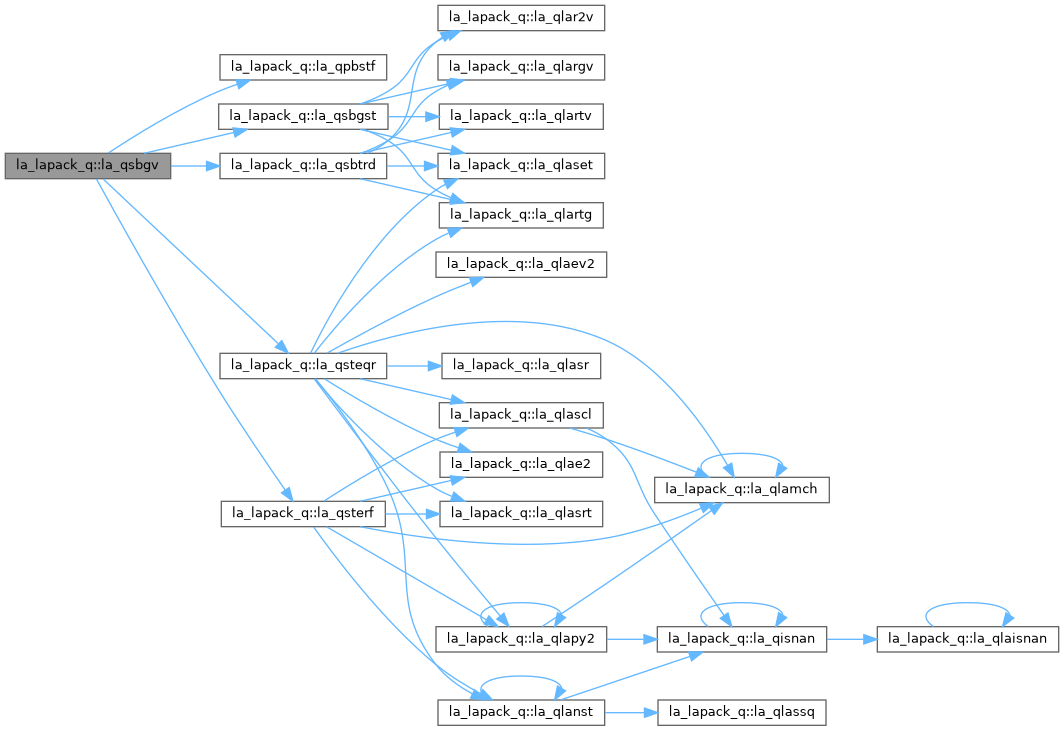 la_lapack_q::la_qlar2v
la_lapack_q::la_qpbstf
la_lapack_q::la_qlargv
la_lapack_q::la_qsbgst
la_lapack_q::la_qlartv
la_lapack_q::la_qsbgv
la_lapack_q::la_qsbtrd
la_lapack_q::la_qlaset
la_lapack_q::la_qlartg
la_lapack_q::la_qlaev2
la_lapack_q::la_qsteqr
la_lapack_q::la_qlasr
la_lapack_q::la_qlascl
la_lapack_q::la_qlae2
la_lapack_q::la_qlamch
la_lapack_q::la_qsterf
la_lapack_q::la_qlasrt
la_lapack_q::la_qlapy2
la_lapack_q::la_qisnan
la_lapack_q::la_qlaisnan
la_lapack_q::la_qlanst
la_lapack_q::la_qlassq